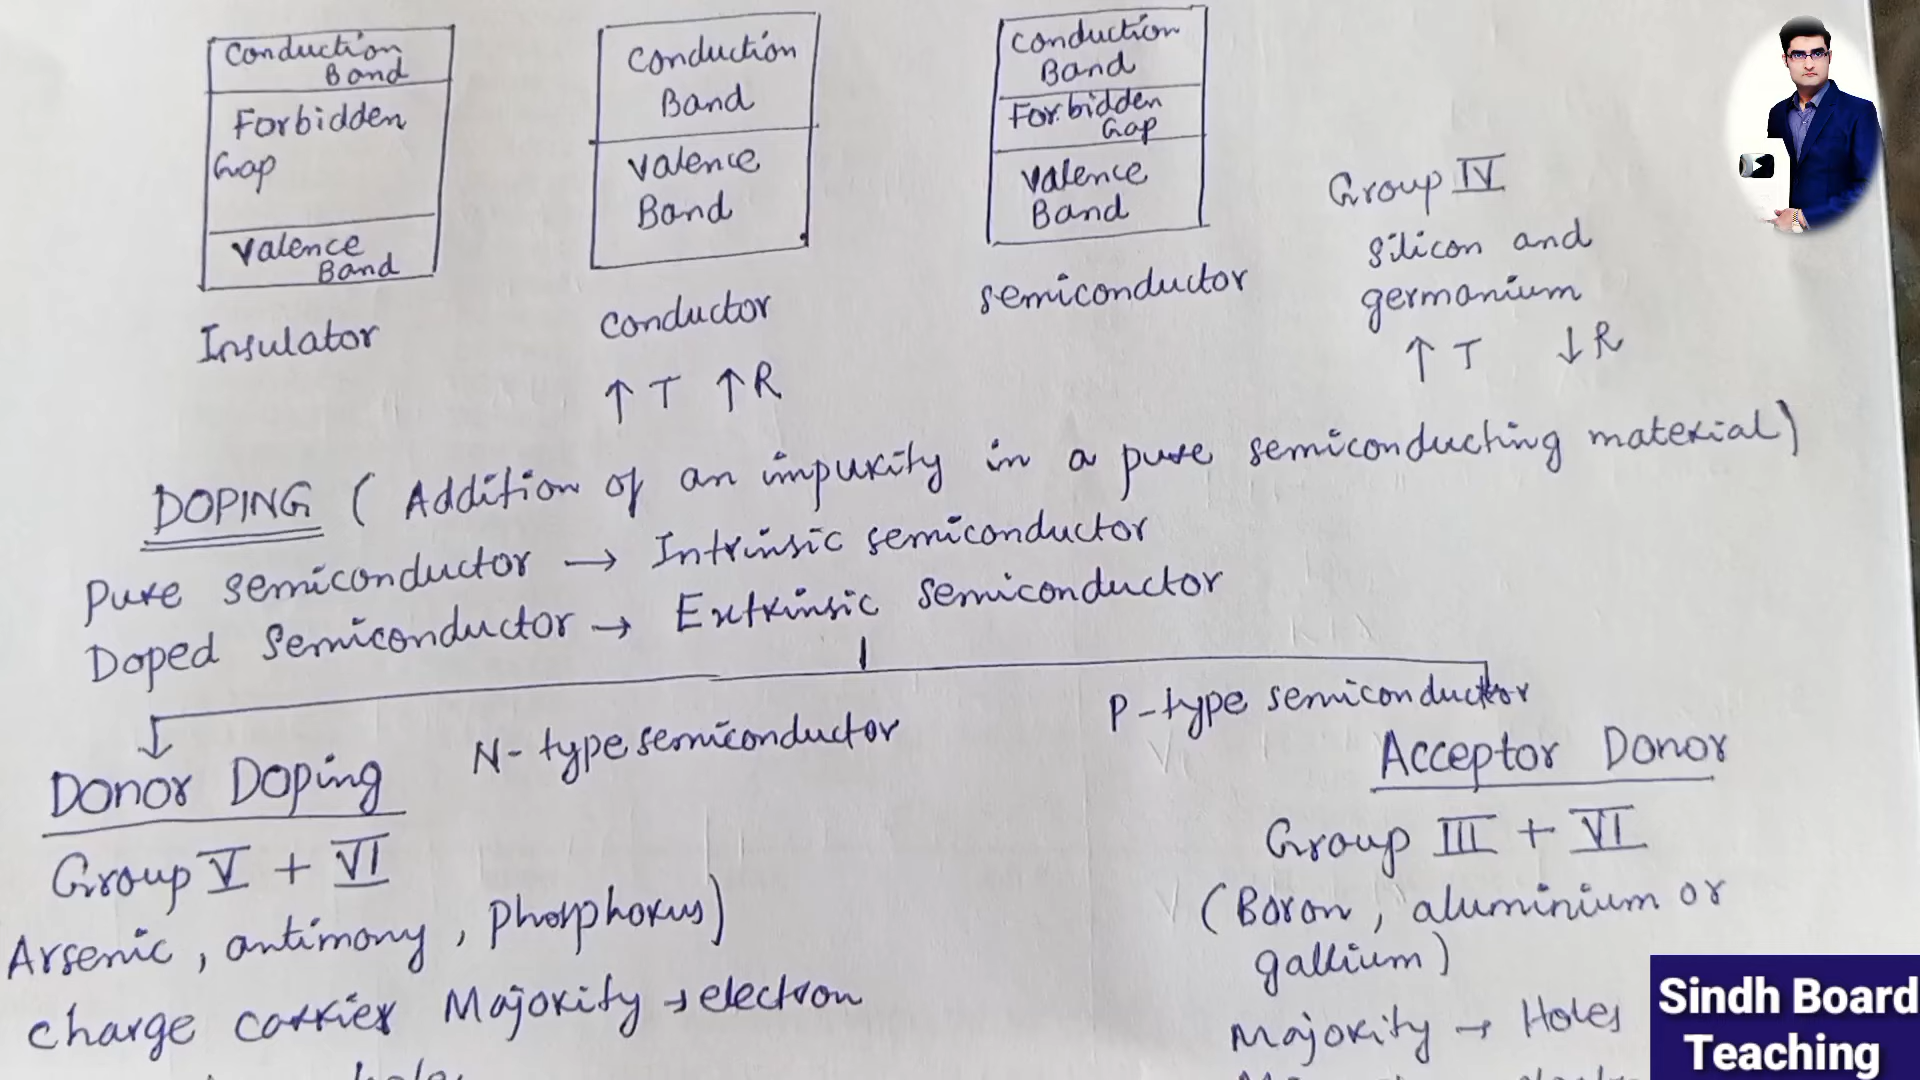 Conduction
Band
Forbidden
Gap
Valence
Band
Insulator
Conduction
Band
Valence
Band
Conductor
↑ T ↑ R
Conduction
Band
Forbidden
Gap
Valence
Band
Semiconductor
Group IV
Silicon and
germanium
↑ T ↓ R
DOPING ( Addition of an impurity in a pure semiconducting material)
Pure semiconductor → Intrinsic semiconductor
Doped Semiconductor → Extrinsic semiconductor
N-type semiconductor
Donor Doping
Group V + VI
Arsenic, antimony, Phosphorus)
charge carrier Majority → electron
P-type semiconductor
Acceptor Donor
Group III + VI
(Boron, aluminium or
gallium)
Majority → Holes
Sindh Board
Teaching